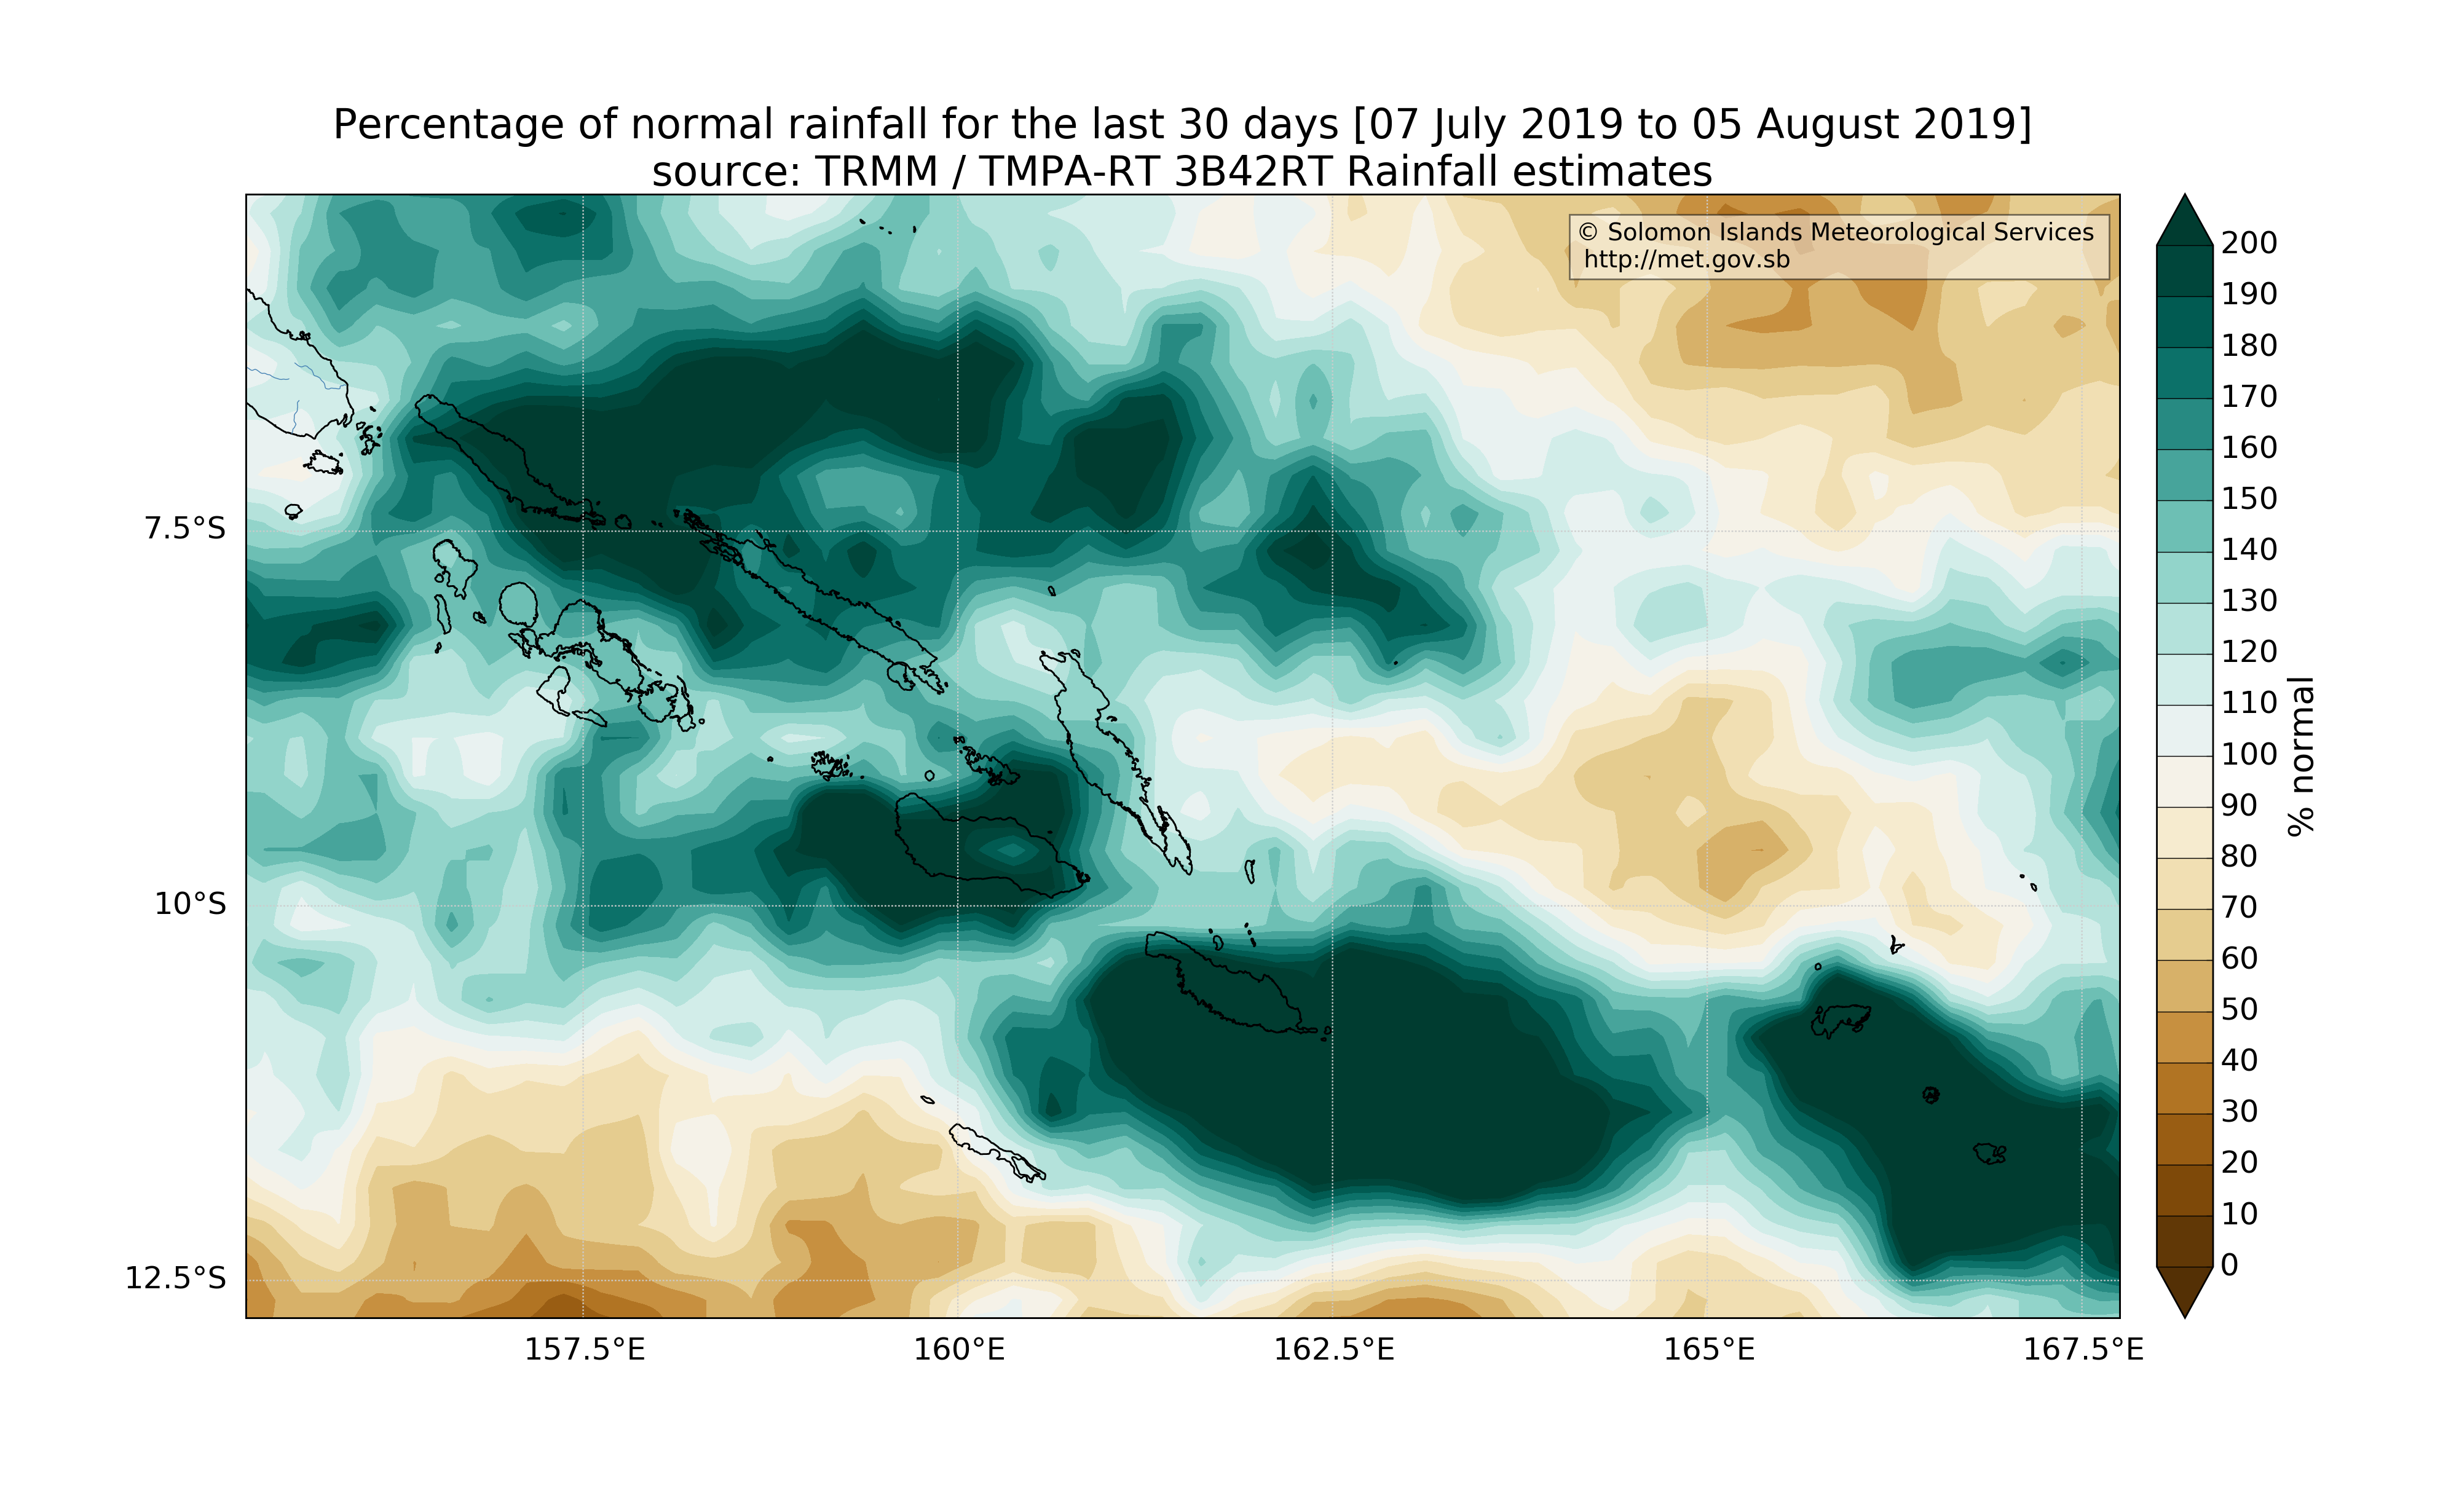 Percentage of normal rainfall for the last 30 days [07 July 2019 to 05 August 2019]
source: TRMM / TMPA-RT 3B42RT Rainfall estimates
© Solomon Islands Meteorological Services
http://met.gov.sb
7.5°S
10°S
12.5°S
157.5°E
160°E
162.5°E
165°E
167.5°E
200
190
180
170
160
150
140
130
120
110
100
90
80
70
60
50
40
30
20
10
0
% normal